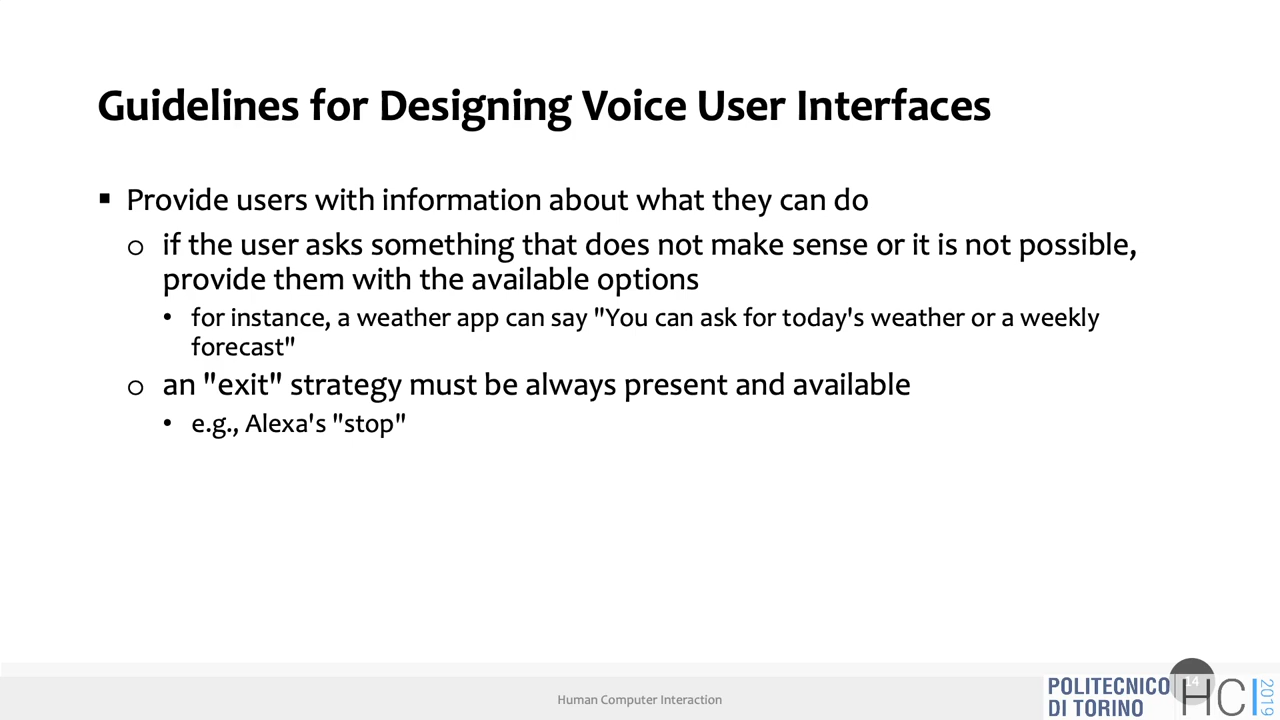 Guidelines for Designing Voice User Interfaces
▪ Provide users with information about what they can do
o if the user asks something that does not make sense or it is not possible,
provide them with the available options
• for instance, a weather app can say "You can ask for today's weather or a weekly
forecast"
o an "exit" strategy must be always present and available
• e.g., Alexa's "stop"
Human Computer Interaction
POLITECNICO
DI TORINO
14
HCI
2019